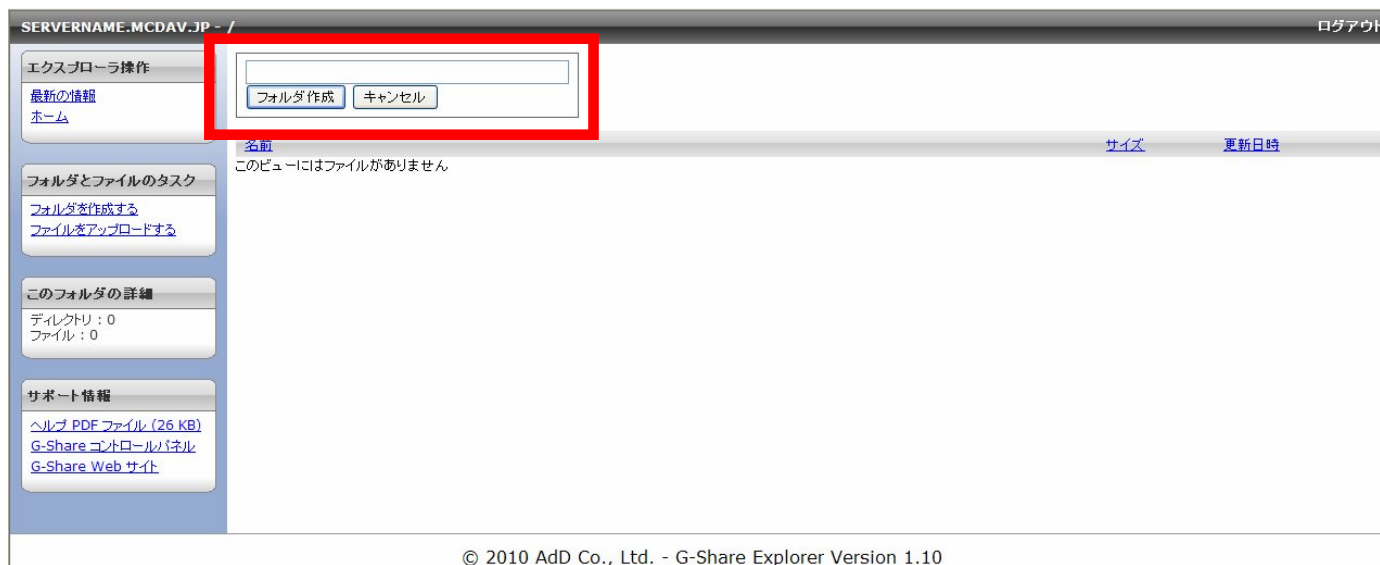 SERVERNAME.MCDAV.JP - /
ログアウト
エクスプローラ操作
最新の情報
ホーム
フォルダ作成 キャンセル
名前 サイズ 更新日時
このビューにはファイルがありません
フォルダとファイルのタスク
フォルダを作成する
ファイルをアップロードする
このフォルダの詳細
ディレクトリ : 0
ファイル : 0
サポート情報
ヘルプ PDF ファイル (26 KB)
G-Share コントロールパネル
G-Share Web サイト
© 2010 AdD Co., Ltd. - G-Share Explorer Version 1.10